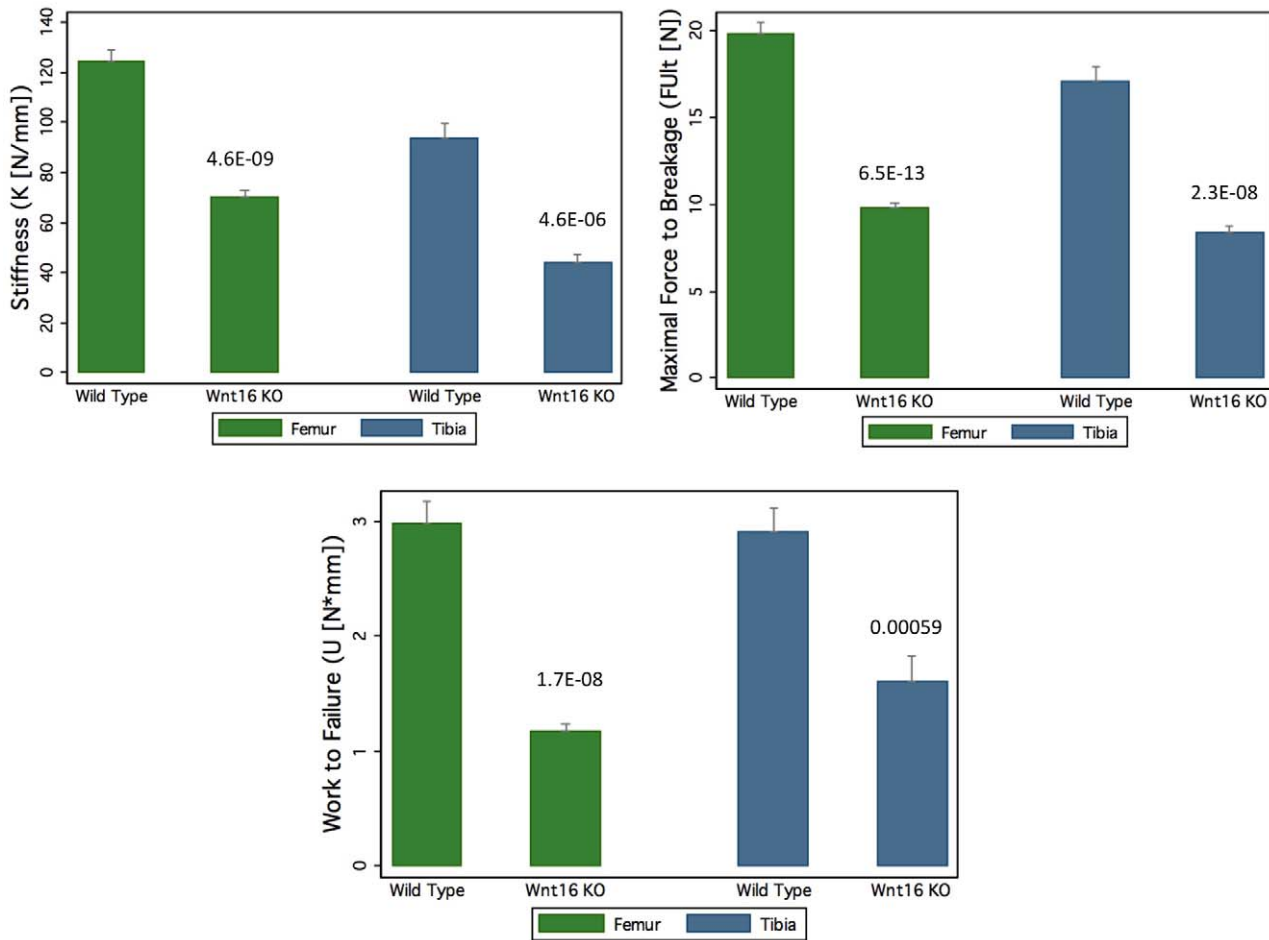 Stiffness (K [N/mm])
140
120
100
80
60
40
20
0
4.6E-09
4.6E-06
Wild Type
Wnt16 KO
Wild Type
Wnt16 KO
Femur
Tibia
Maximal Force to Breakage (FUlt [N])
20
15
10
5
0
6.5E-13
2.3E-08
Wild Type
Wnt16 KO
Wild Type
Wnt16 KO
Femur
Tibia
Work to Failure (U [N*mm])
3
2
1
0
1.7E-08
0.00059
Wild Type
Wnt16 KO
Wild Type
Wnt16 KO
Femur
Tibia